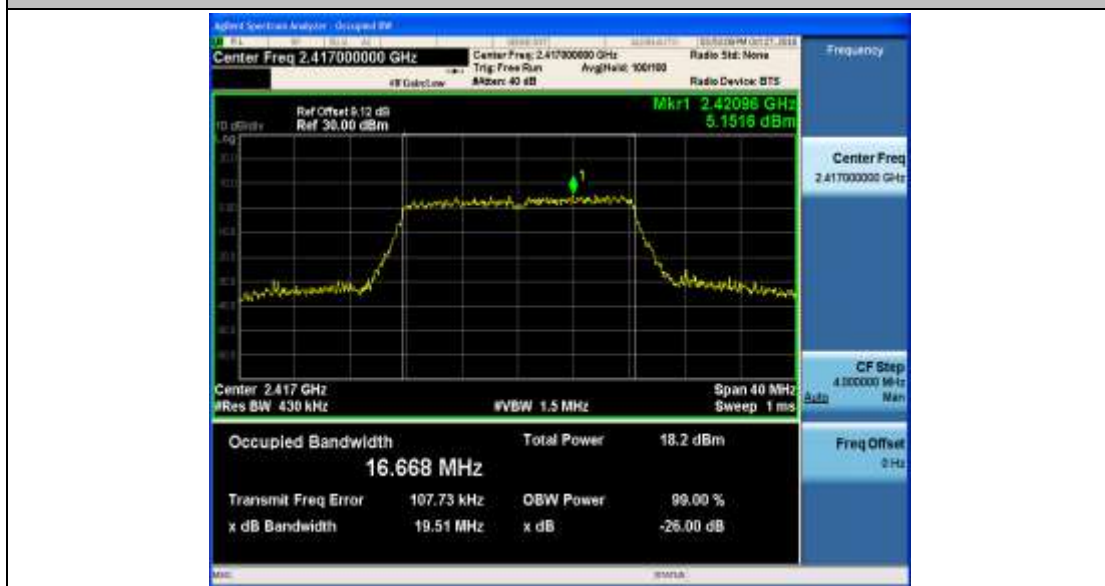 Agilent Spectrum Analyzer - Occupied BW
Center Freq 2.417000000 GHz
Center Freq: 2.417000000 GHz
Radio Std: None
Trig: Free Run Avg|Hold: 100/100
#IFGain:Low #Atten: 40 dB Radio Device: BTS
Frequency
Mkr1 2.42096 GHz
5.1516 dBm
Ref Offset 9.12 dB
10 dB/div Ref 30.00 dBm
Log
Center Freq
2.417000000 GHz
Center 2.417 GHz Span 40 MHz
#Res BW 430 kHz #VBW 1.5 MHz Sweep 1 ms
CF Step
4.000000 MHz
Auto Man
Occupied Bandwidth Total Power 18.2 dBm
16.668 MHz
Transmit Freq Error 107.73 kHz OBW Power 99.00 %
x dB Bandwidth 19.51 MHz x dB -26.00 dB
Freq Offset
0 Hz
MSG STATUS